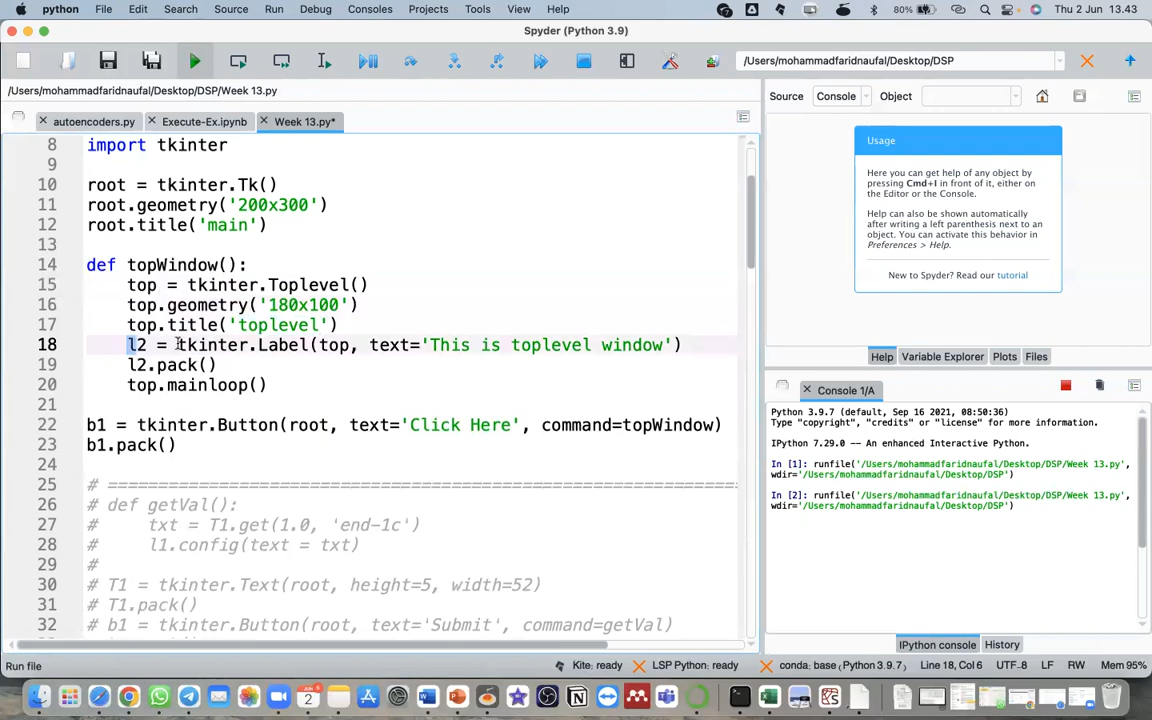 python File Edit Search Source Run Debug Consoles Projects Tools View Help 80% Thu 2 Jun 13.43
Spyder (Python 3.9)
/Users/mohammadfaridnaufal/Desktop/DSP
/Users/mohammadfaridnaufal/Desktop/DSP/Week 13.py
autoencoders.py Execute-Ex.ipynb Week 13.py*
8 import tkinter
9
10 root = tkinter.Tk()
11 root.geometry('200x300')
12 root.title('main')
13
14 def topWindow():
15 top = tkinter.Toplevel()
16 top.geometry('180x100')
17 top.title('toplevel')
18 l2 = tkinter.Label(top, text='This is toplevel window')
19 l2.pack()
20 top.mainloop()
21
22 b1 = tkinter.Button(root, text='Click Here', command=topWindow)
23 b1.pack()
24
25 # ================================================================
26 # def getVal():
27 # txt = T1.get(1.0, 'end-1c')
28 # l1.config(text = txt)
29 #
30 # T1 = tkinter.Text(root, height=5, width=52)
31 # T1.pack()
32 # b1 = tkinter.Button(root, text='Submit', command=getVal)
Source Console Object
Usage
Here you can get help of any object by
pressing Cmd+I in front of it, either on
the Editor or the Console.
Help can also be shown automatically
after writing a left parenthesis next to an
object. You can activate this behavior in
Preferences > Help.
New to Spyder? Read our tutorial
Help Variable Explorer Plots Files
Console 1/A
Python 3.9.7 (default, Sep 16 2021, 08:50:36)
Type "copyright", "credits" or "license" for more information.
IPython 7.29.0 -- An enhanced Interactive Python.
In [1]: runfile('/Users/mohammadfaridnaufal/Desktop/DSP/Week 13.py',
wdir='/Users/mohammadfaridnaufal/Desktop/DSP')
In [2]: runfile('/Users/mohammadfaridnaufal/Desktop/DSP/Week 13.py',
wdir='/Users/mohammadfaridnaufal/Desktop/DSP')
IPython console History
Run file Kite: ready LSP Python: ready conda: base (Python 3.9.7) Line 18, Col 6 UTF-8 LF RW Mem 95%